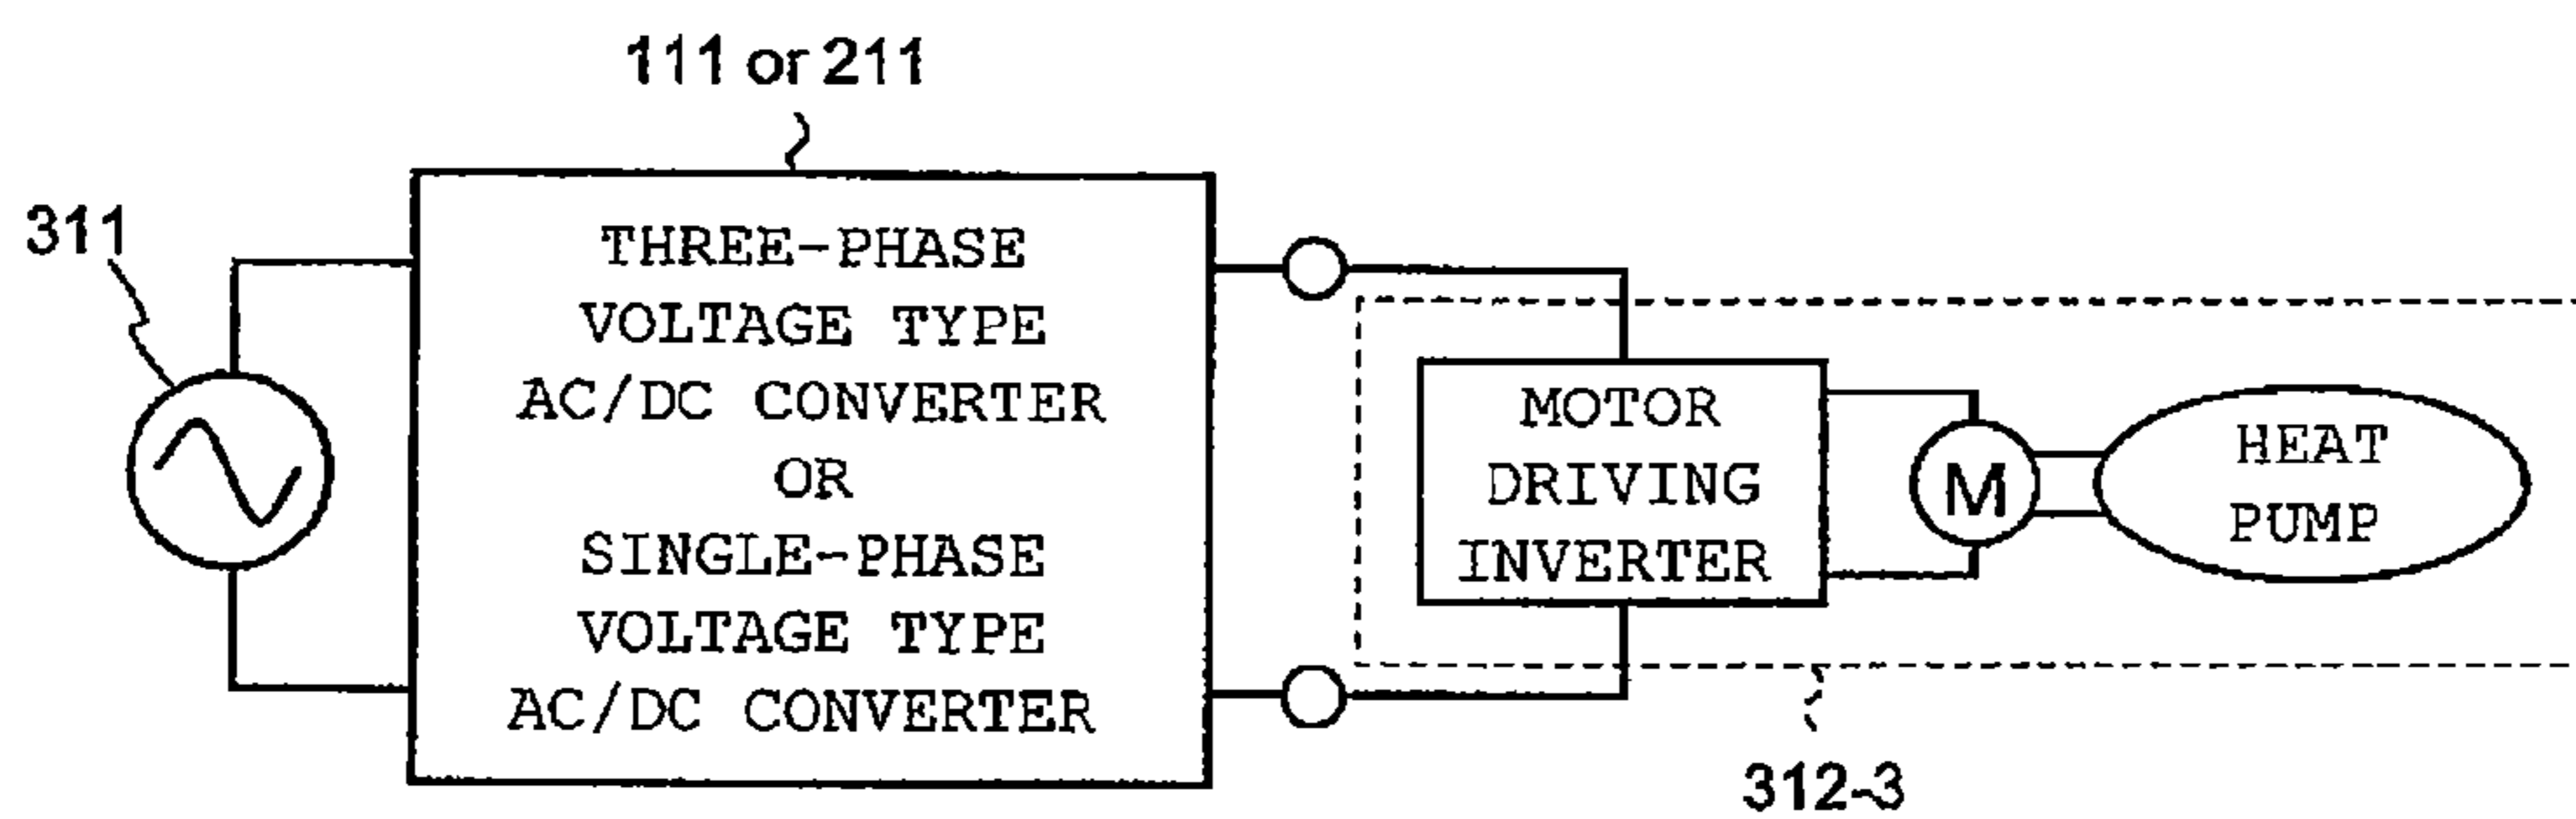 111 or 211
311
THREE-PHASE
VOLTAGE TYPE
AC/DC CONVERTER
OR
SINGLE-PHASE
VOLTAGE TYPE
AC/DC CONVERTER
MOTOR
DRIVING
INVERTER
M
HEAT
PUMP
312-3